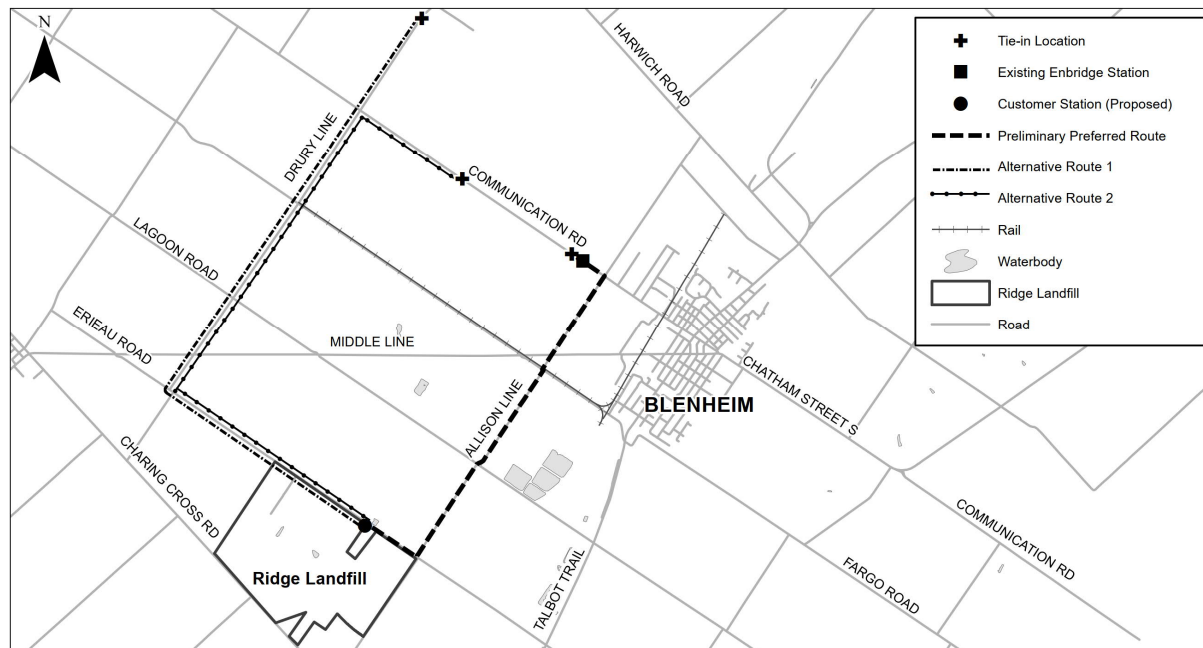 N
HARWICH ROAD
DRURY LINE
COMMUNICATION RD
LAGOON ROAD
ERIEAU ROAD
MIDDLE LINE
ALLISON LINE
BLENHEIM
CHATHAM STREET S
CHARING CROSS RD
COMMUNICATION RD
FARGO ROAD
TALBOT TRAIL
Ridge Landfill
Tie-in Location
Existing Enbridge Station
Customer Station (Proposed)
Preliminary Preferred Route
Alternative Route 1
Alternative Route 2
Rail
Waterbody
Ridge Landfill
Road